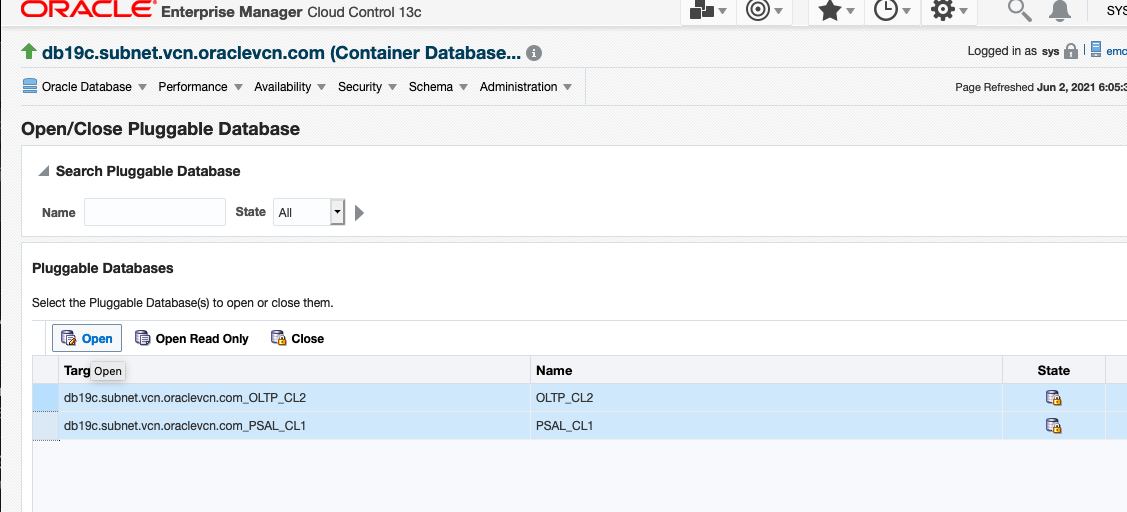 ORACLE® Enterprise Manager Cloud Control 13c
SYS
db19c.subnet.vcn.oraclevcn.com (Container Database...
Logged in as sys
emc
Oracle Database Performance Availability Security Schema Administration
Page Refreshed Jun 2, 2021 6:05:3
Open/Close Pluggable Database
Search Pluggable Database
Name State All
Pluggable Databases
Select the Pluggable Database(s) to open or close them.
Open Open Read Only Close
Targ Open Name State
db19c.subnet.vcn.oraclevcn.com_OLTP_CL2 OLTP_CL2
db19c.subnet.vcn.oraclevcn.com_PSAL_CL1 PSAL_CL1